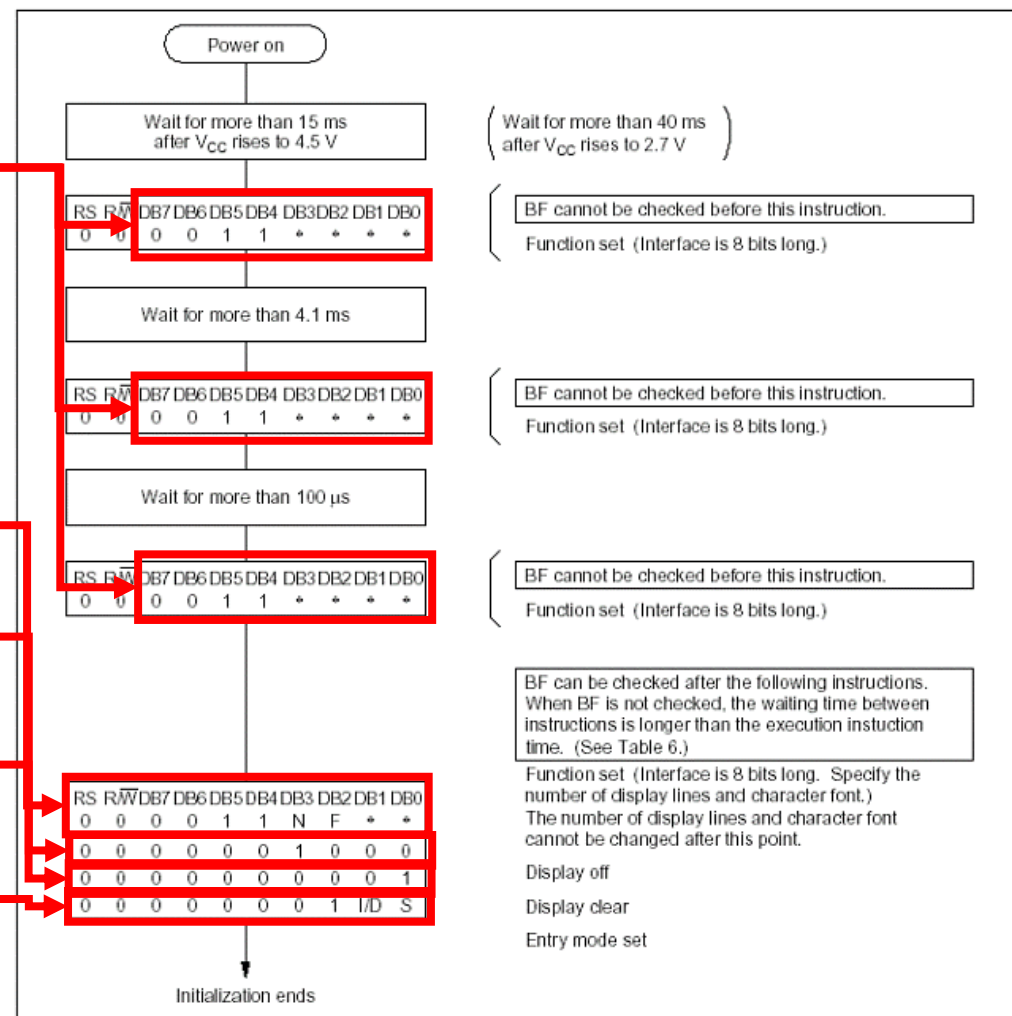 Power on
Wait for more than 15 ms
after VCC rises to 4.5 V
Wait for more than 40 ms
after VCC rises to 2.7 V
RS R/W DB7 DB6 DB5 DB4 DB3 DB2 DB1 DB0
0 0 0 0 1 1 * * * *
BF cannot be checked before this instruction.
Function set (Interface is 8 bits long.)
Wait for more than 4.1 ms
RS R/W DB7 DB6 DB5 DB4 DB3 DB2 DB1 DB0
0 0 0 0 1 1 * * * *
BF cannot be checked before this instruction.
Function set (Interface is 8 bits long.)
Wait for more than 100 µs
RS R/W DB7 DB6 DB5 DB4 DB3 DB2 DB1 DB0
0 0 0 0 1 1 * * * *
BF cannot be checked before this instruction.
Function set (Interface is 8 bits long.)
BF can be checked after the following instructions.
When BF is not checked, the waiting time between
instructions is longer than the execution instuction
time. (See Table 6.)
RS R/W DB7 DB6 DB5 DB4 DB3 DB2 DB1 DB0
0 0 0 0 1 1 N F * *
0 0 0 0 0 0 1 0 0 0
0 0 0 0 0 0 0 0 0 1
0 0 0 0 0 0 0 1 I/D S
Function set (Interface is 8 bits long. Specify the
number of display lines and character font.)
The number of display lines and character font
cannot be changed after this point.
Display off
Display clear
Entry mode set
Initialization ends